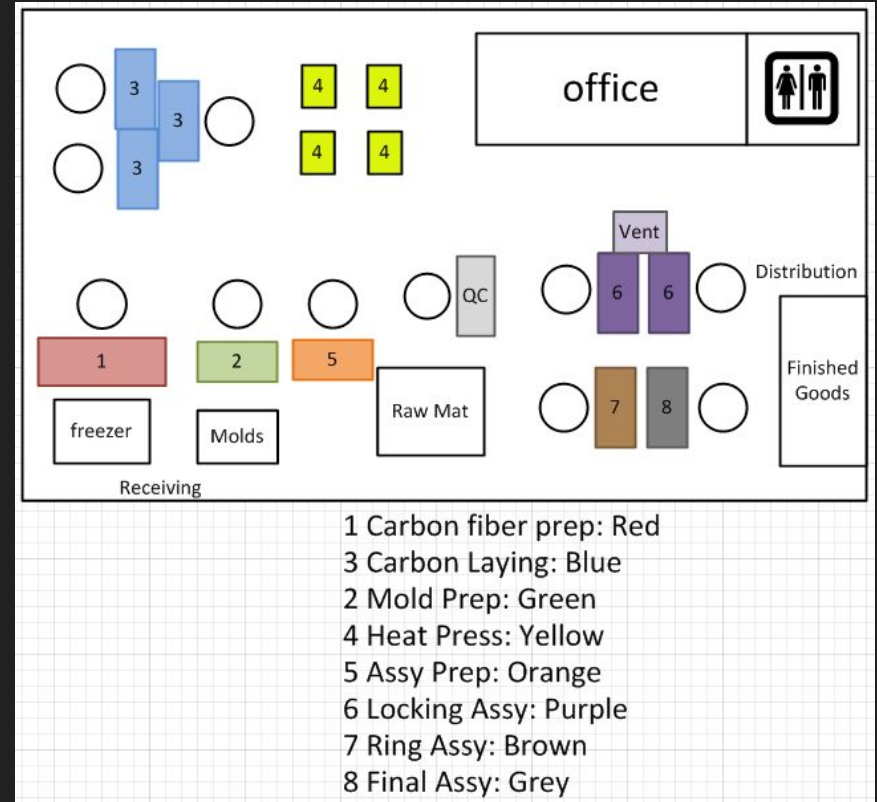 office
3
3
3
4
4
4
4
Vent
6
6
Distribution
QC
1
2
5
Finished
Goods
Raw Mat
7
8
freezer
Molds
Receiving
1 Carbon fiber prep: Red
3 Carbon Laying: Blue
2 Mold Prep: Green
4 Heat Press: Yellow
5 Assy Prep: Orange
6 Locking Assy: Purple
7 Ring Assy: Brown
8 Final Assy: Grey